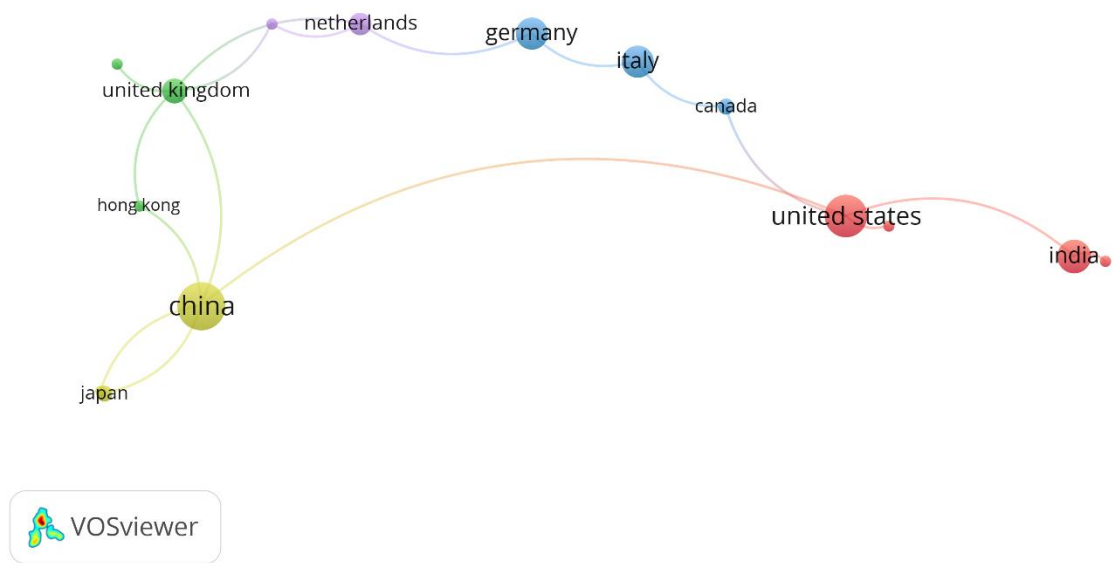 netherlands
germany
italy
united kingdom
canada
hong kong
united states
india
china
japan
VOSviewer